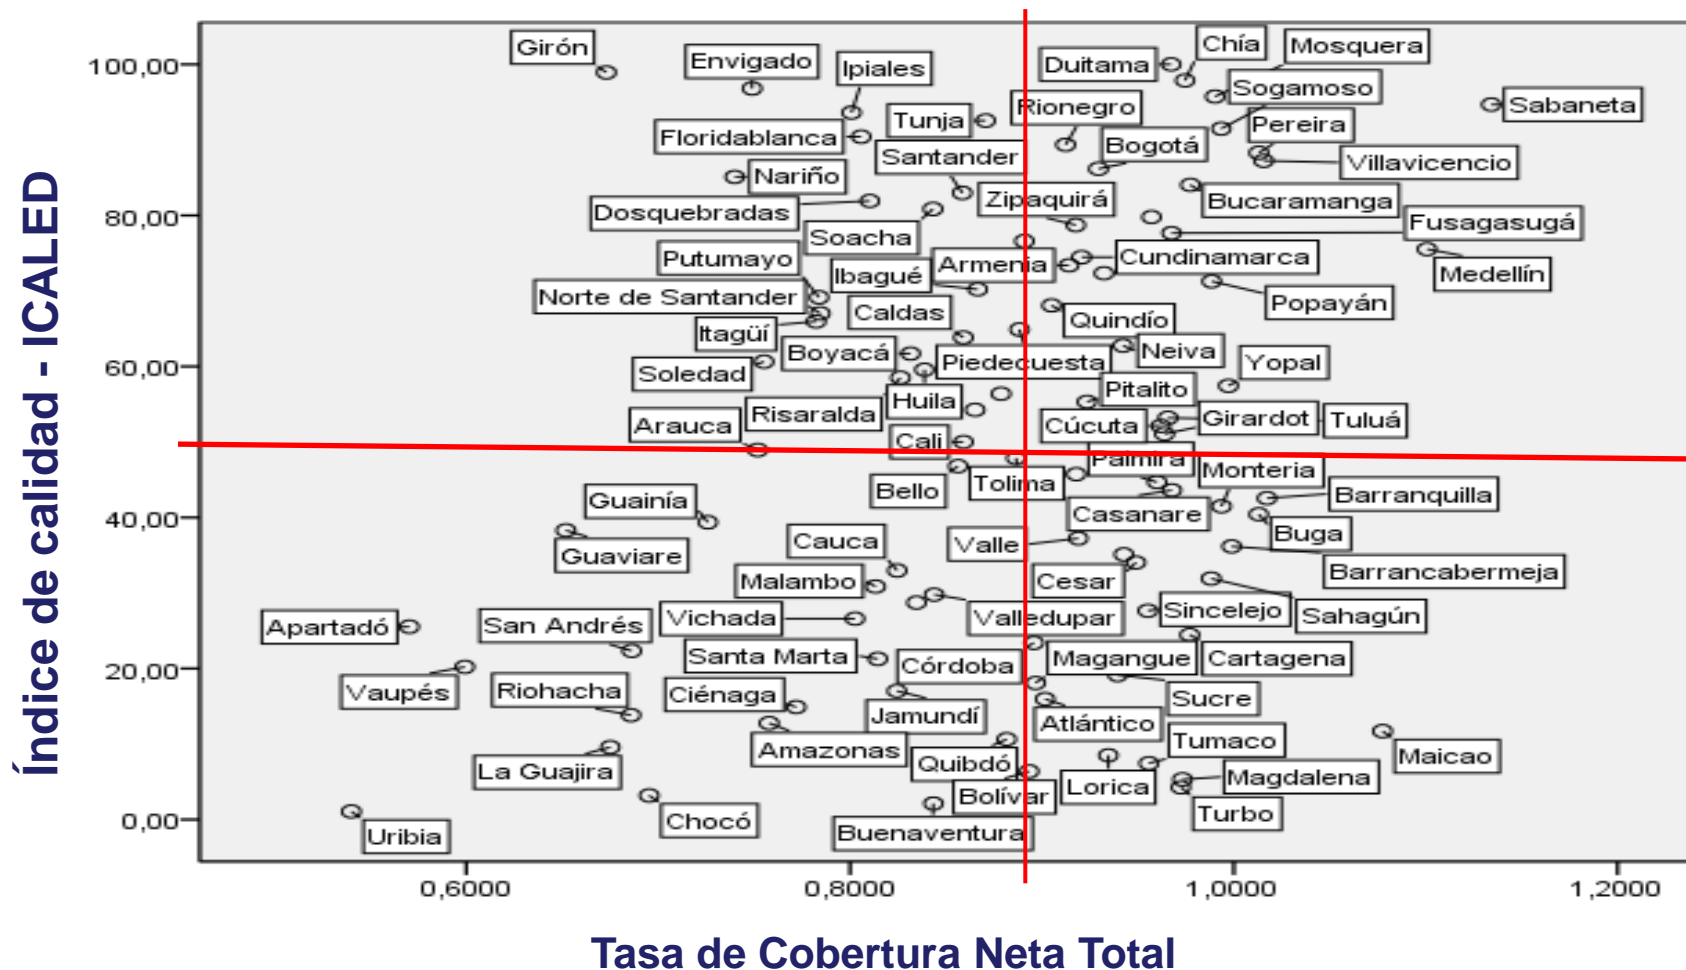 Índice de calidad - ICALED
100,00
80,00
60,00
40,00
20,00
0,00
Girón
Envigado
Ipiales
Duitama
Chía
Mosquera
Sogamoso
Sabaneta
Rionegro
Tunja
Pereira
Floridablanca
Bogotá
Santander
Villavicencio
Nariño
Zipaquirá
Bucaramanga
Dosquebradas
Fusagasugá
Soacha
Putumayo
Ibagué
Armenia
Cundinamarca
Medellín
Norte de Santander
Popayán
Caldas
Quindío
Itagüí
Boyacá
Piedecuesta
Neiva
Yopal
Soledad
Pitalito
Huila
Risaralda
Arauca
Cúcuta
Girardot
Tuluá
Cali
Palmira
Monteria
Bello
Tolima
Barranquilla
Guainía
Casanare
Buga
Cauca
Valle
Guaviare
Barrancabermeja
Malambo
Cesar
Vichada
Valledupar
Sincelejo
Sahagún
Apartadó
San Andrés
Santa Marta
Córdoba
Magangue
Cartagena
Vaupés
Riohacha
Ciénaga
Sucre
Jamundí
Atlántico
Amazonas
Tumaco
Maicao
La Guajira
Quibdó
Magdalena
Bolívar
Lorica
Chocó
Turbo
Uribia
Buenaventura
0,6000
0,8000
1,0000
1,2000
Tasa de Cobertura Neta Total